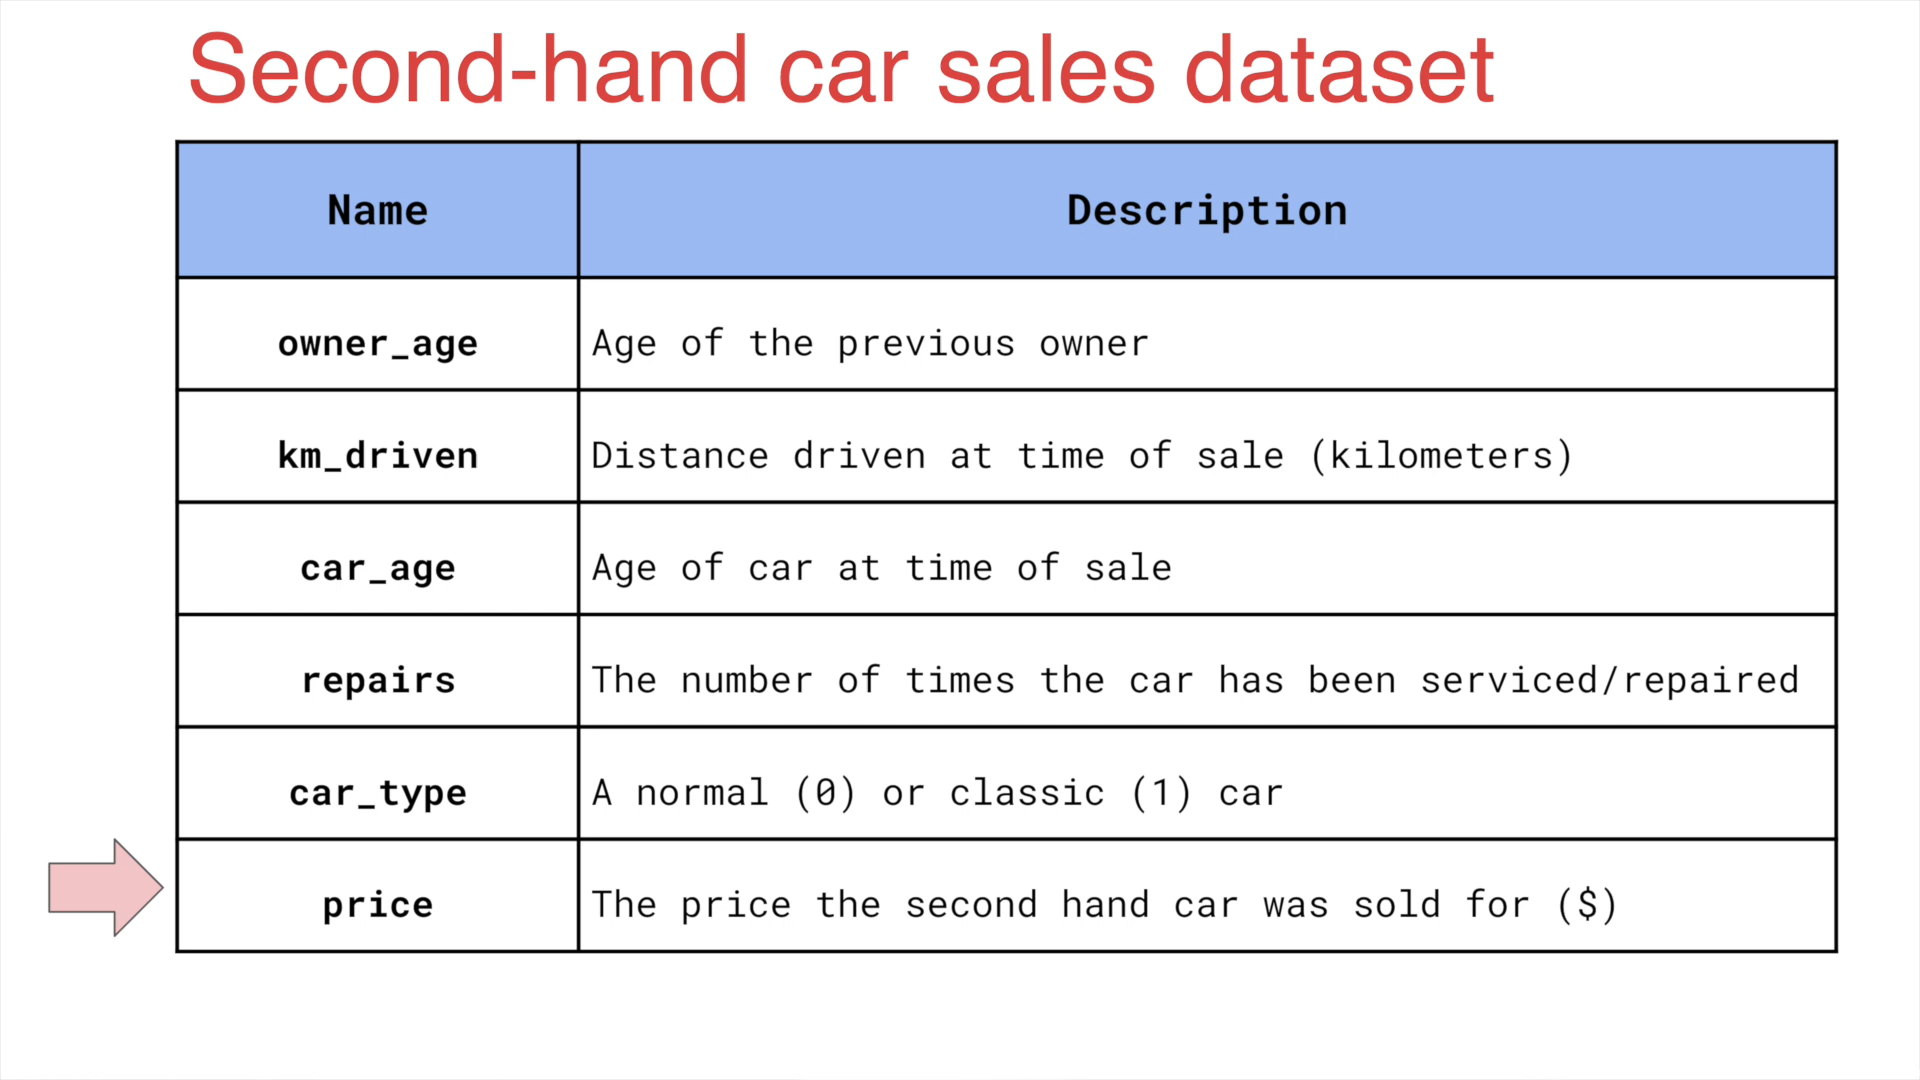 Second-hand car sales dataset
Name Description
owner_age Age of the previous owner
km_driven Distance driven at time of sale (kilometers)
car_age Age of car at time of sale
repairs The number of times the car has been serviced/repaired
car_type A normal (0) or classic (1) car
price The price the second hand car was sold for ($)